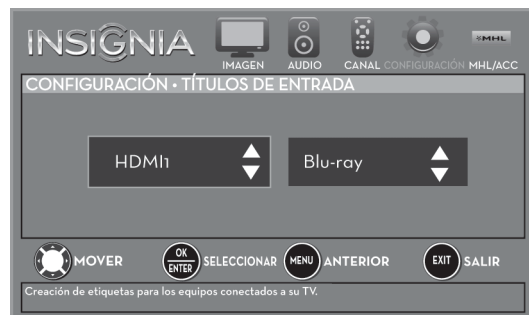 INSIGNIA
IMAGEN AUDIO CANAL CONFIGURACIÓN MHL/ACC
MHL
CONFIGURACIÓN • TÍTULOS DE ENTRADA
HDMI1 Blu-ray
MOVER OK ENTER SELECCIONAR MENU ANTERIOR EXIT SALIR
Creación de etiquetas para los equipos conectados a su TV.